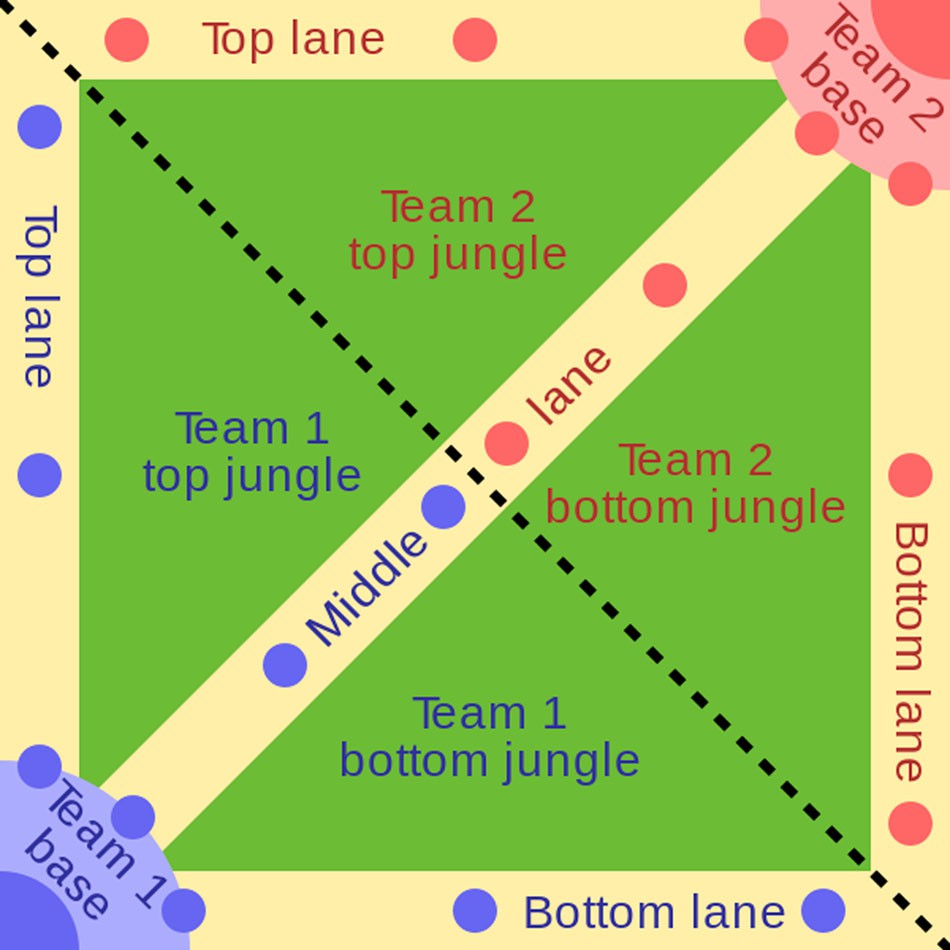 Top lane
Team 2
base
Top lane
Team 2
top jungle
lane
Team 1
top jungle
Team 2
bottom jungle
Middle
Bottom lane
Team 1
bottom jungle
Team 1
base
Bottom lane